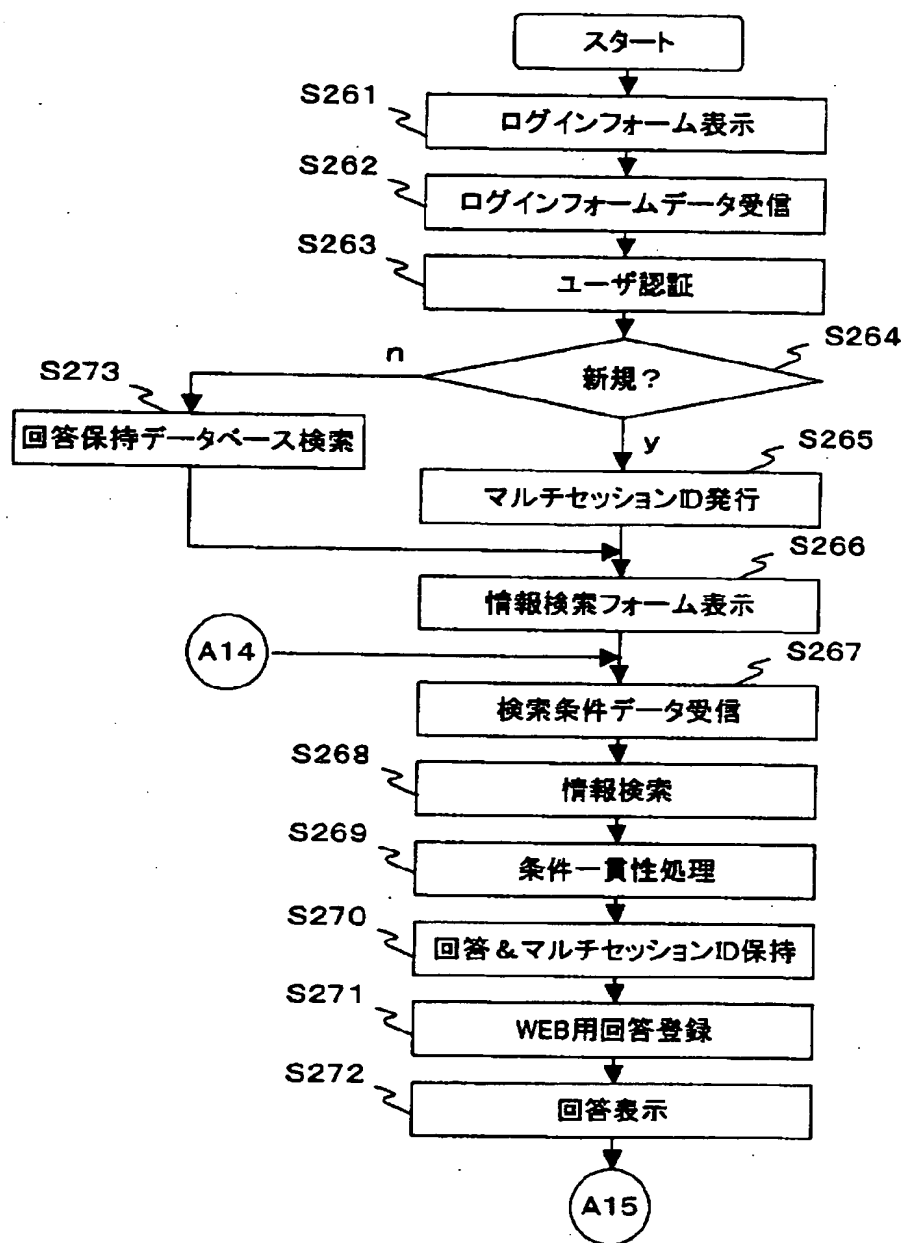 スタート
S261
ログインフォーム表示
S262
ログインフォームデータ受信
S263
ユーザ認証
S264
新規?
n
S273
回答保持データベース検索
y
S265
マルチセッションID発行
S266
情報検索フォーム表示
A14
S267
検索条件データ受信
S268
情報検索
S269
条件一貫性処理
S270
回答&マルチセッションID保持
S271
WEB用回答登録
S272
回答表示
A15